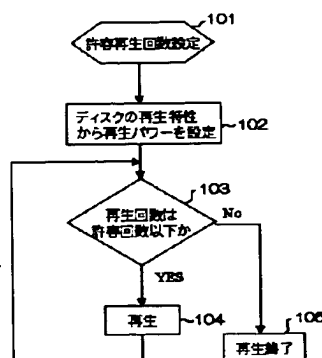 101
許容再生回数設定
ディスクの再生特性
から再生パワーを設定
102
103
再生回数は
許容回数以下か
No
YES
再生
104
105
再生終了